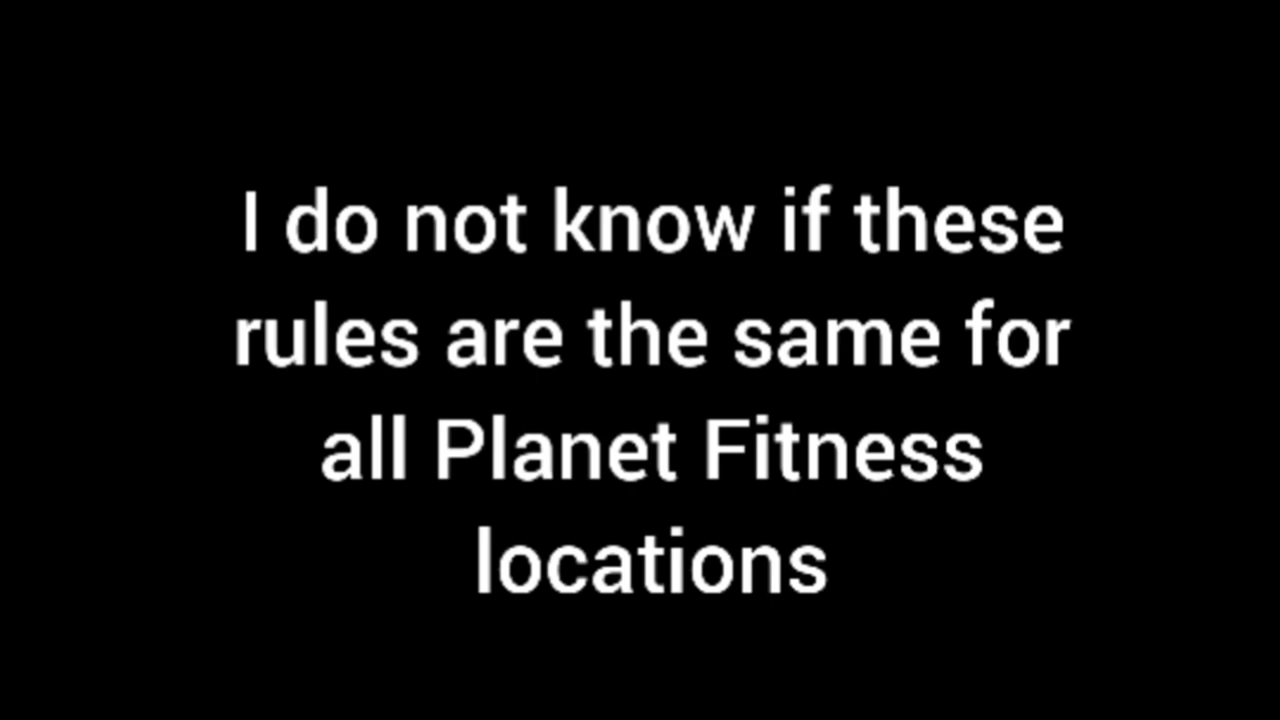 I do not know if these
rules are the same for
all Planet Fitness
locations